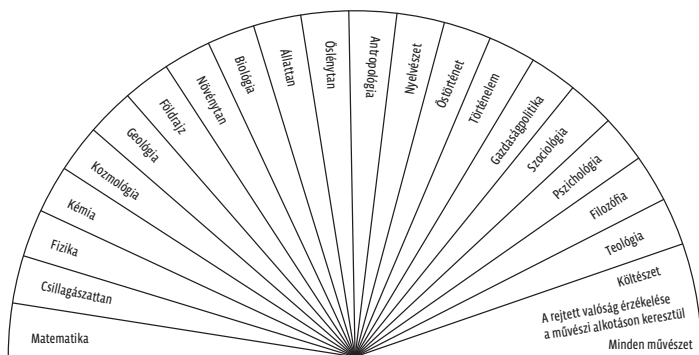 Matematika
Csillagászattan
Fizika
Kémia
Kozmológia
Geológia
Földrajz
Növénytan
Biológia
Állattan
Őslénytan
Antropológia
Nyelvészet
Őstörténet
Történelem
Gazdaságpolitika
Szociológia
Pszichológia
Filozófia
Teológia
Költészet
A rejtett valóság érzékelése
a művészi alkotáson keresztül
Minden művészet